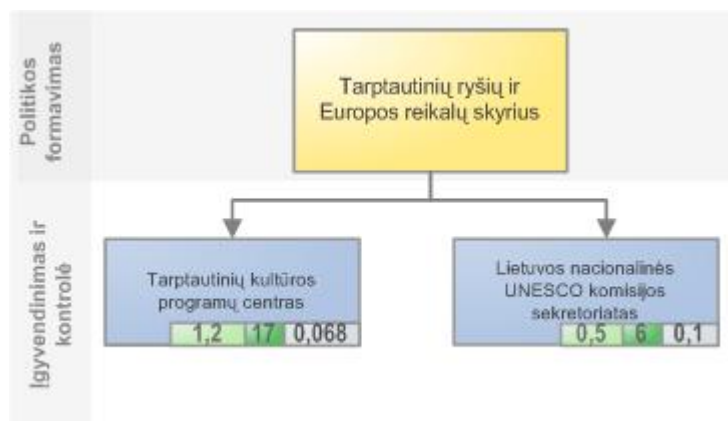 Politikos
formavimas
Tarptautinių ryšių ir
Europos reikalų skyrius
Įgyvendinimas ir
kontrolė
Tarptautinių kultūros
programų centras
1,2 17 0,068
Lietuvos nacionalinės
UNESCO komisijos
sekretoriatas
0,5 6 0,1